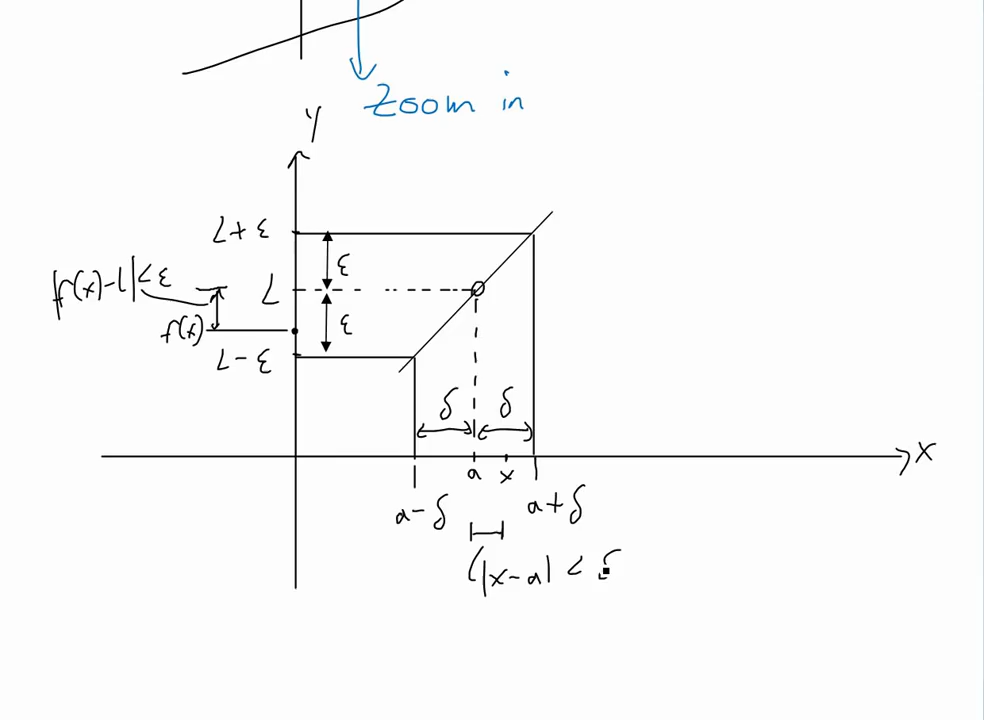 Zoom in
y
L + ε
ε
|f(x)-L| < ε
L
f(x)
ε
L - ε
δ δ
x
a x
a - δ
a + δ
(|x-a| <